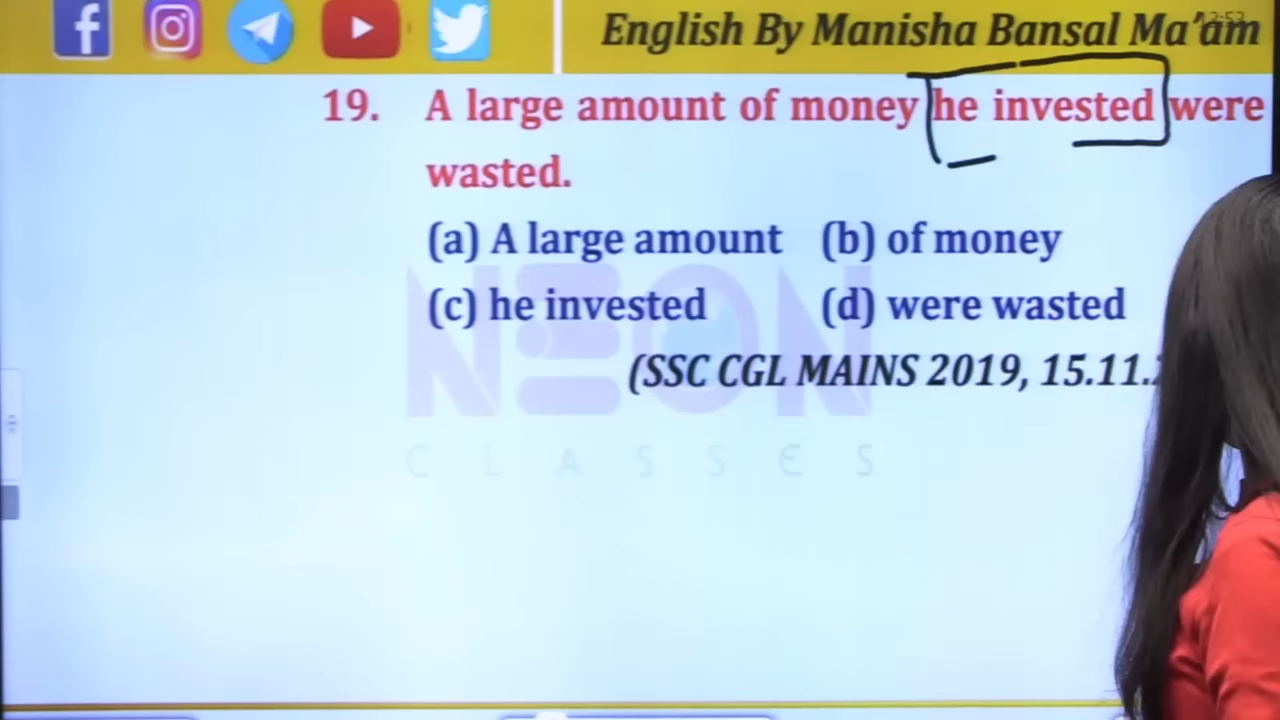 English By Manisha Bansal Ma'am
19. A large amount of money he invested were
wasted.
(a) A large amount (b) of money
(c) he invested (d) were wasted
(SSC CGL MAINS 2019, 15.11.
NEON
CLASSES